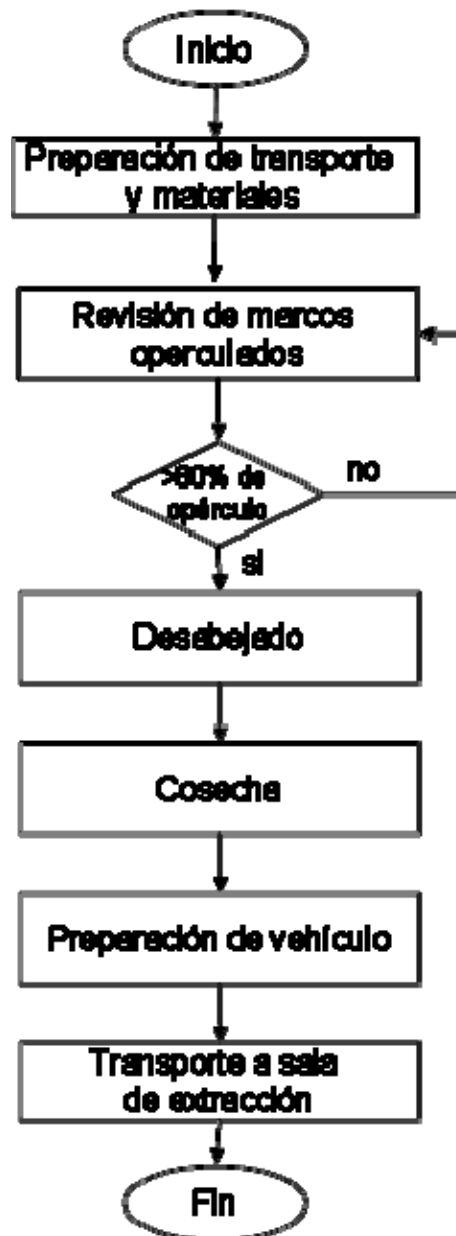 Inicio
Preparación de transporte
y materiales
Revisión de marcos
operculados
no
de
opérculo
si
Desabejado
Cosecha
Preparación de vehículo
Transporte a sala
de extracción
Fin